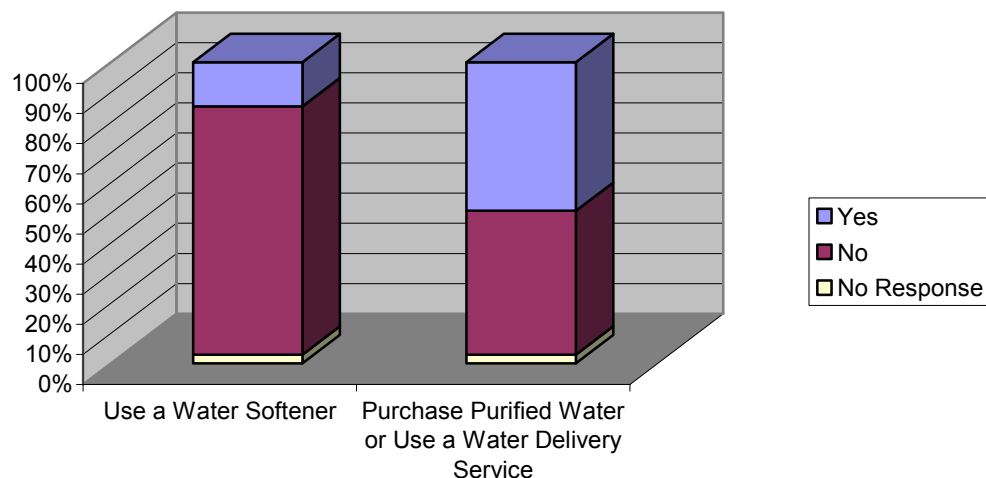 100%
90%
80%
70%
60%
50%
40%
30%
20%
10%
0%
Use a Water Softener
Purchase Purified Water
or Use a Water Delivery
Service
Yes
No
No Response